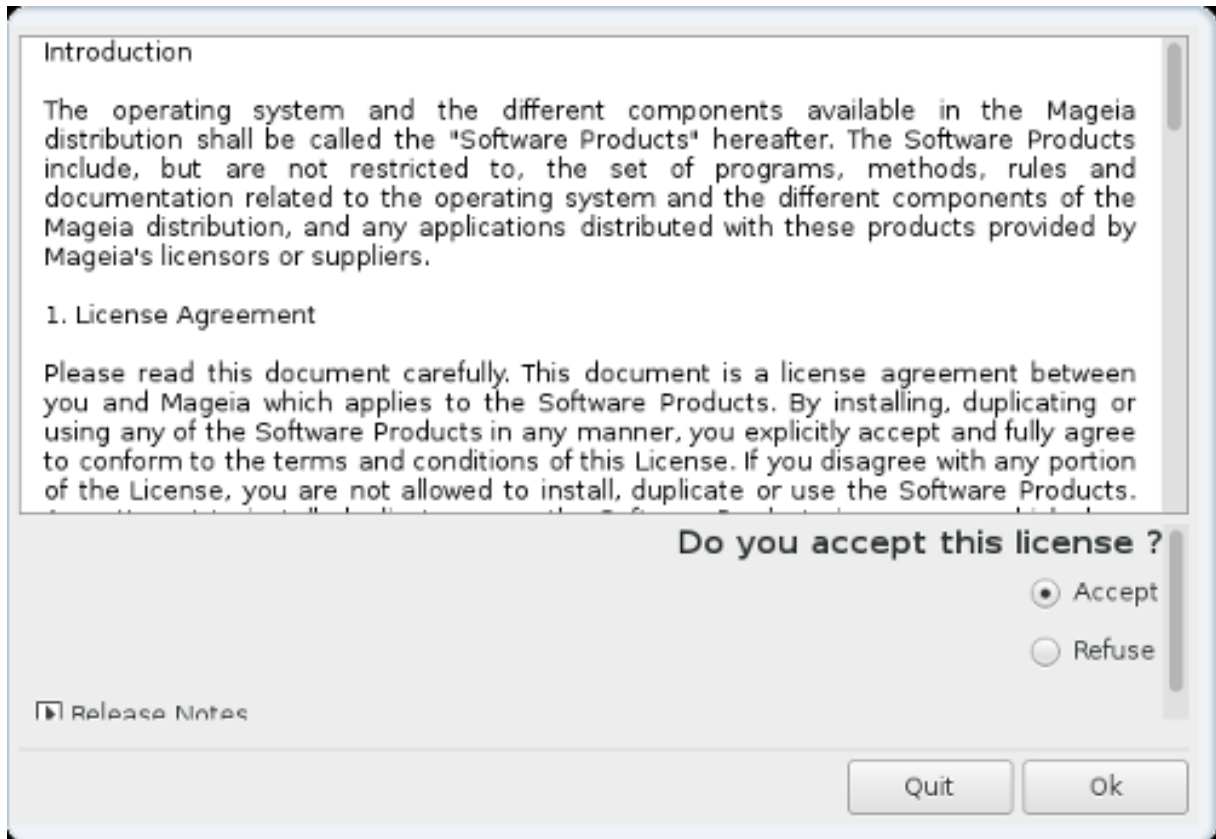 Introduction
The operating system and the different components available in the Mageia
distribution shall be called the "Software Products" hereafter. The Software Products
include, but are not restricted to, the set of programs, methods, rules and
documentation related to the operating system and the different components of the
Mageia distribution, and any applications distributed with these products provided by
Mageia's licensors or suppliers.
1. License Agreement
Please read this document carefully. This document is a license agreement between
you and Mageia which applies to the Software Products. By installing, duplicating or
using any of the Software Products in any manner, you explicitly accept and fully agree
to conform to the terms and conditions of this License. If you disagree with any portion
of the License, you are not allowed to install, duplicate or use the Software Products.
Do you accept this license ?
Accept
Refuse
Release Notes
Quit
Ok